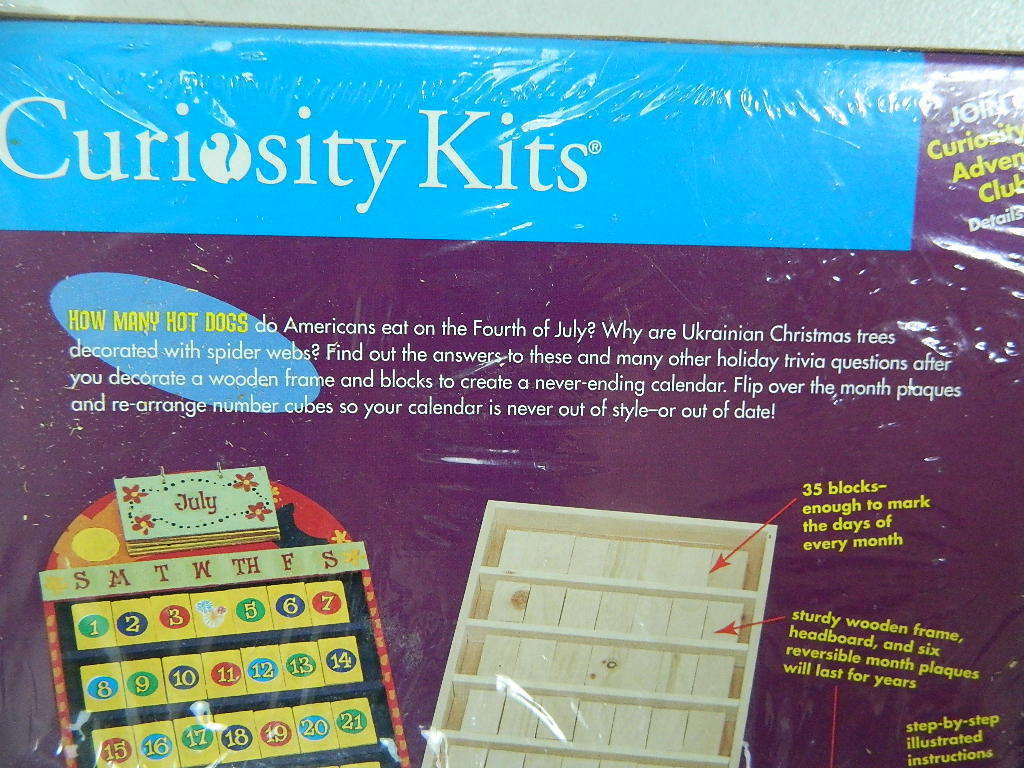 Curiosity Kits®
JOIN
Curiosity
Adven
Club
Details
HOW MANY HOT DOGS do Americans eat on the Fourth of July? Why are Ukrainian Christmas trees
decorated with spider webs? Find out the answers to these and many other holiday trivia questions after
you decorate a wooden frame and blocks to create a never-ending calendar. Flip over the month plaques
and re-arrange number cubes so your calendar is never out of style–or out of date!
July
S M T W TH F S
1 2 3 5 6 7
8 9 10 11 12 13 14
15 16 17 18 19 20 21
35 blocks–
enough to mark
the days of
every month
sturdy wooden frame,
headboard, and six
reversible month plaques
will last for years
step-by-step
illustrated
instructions